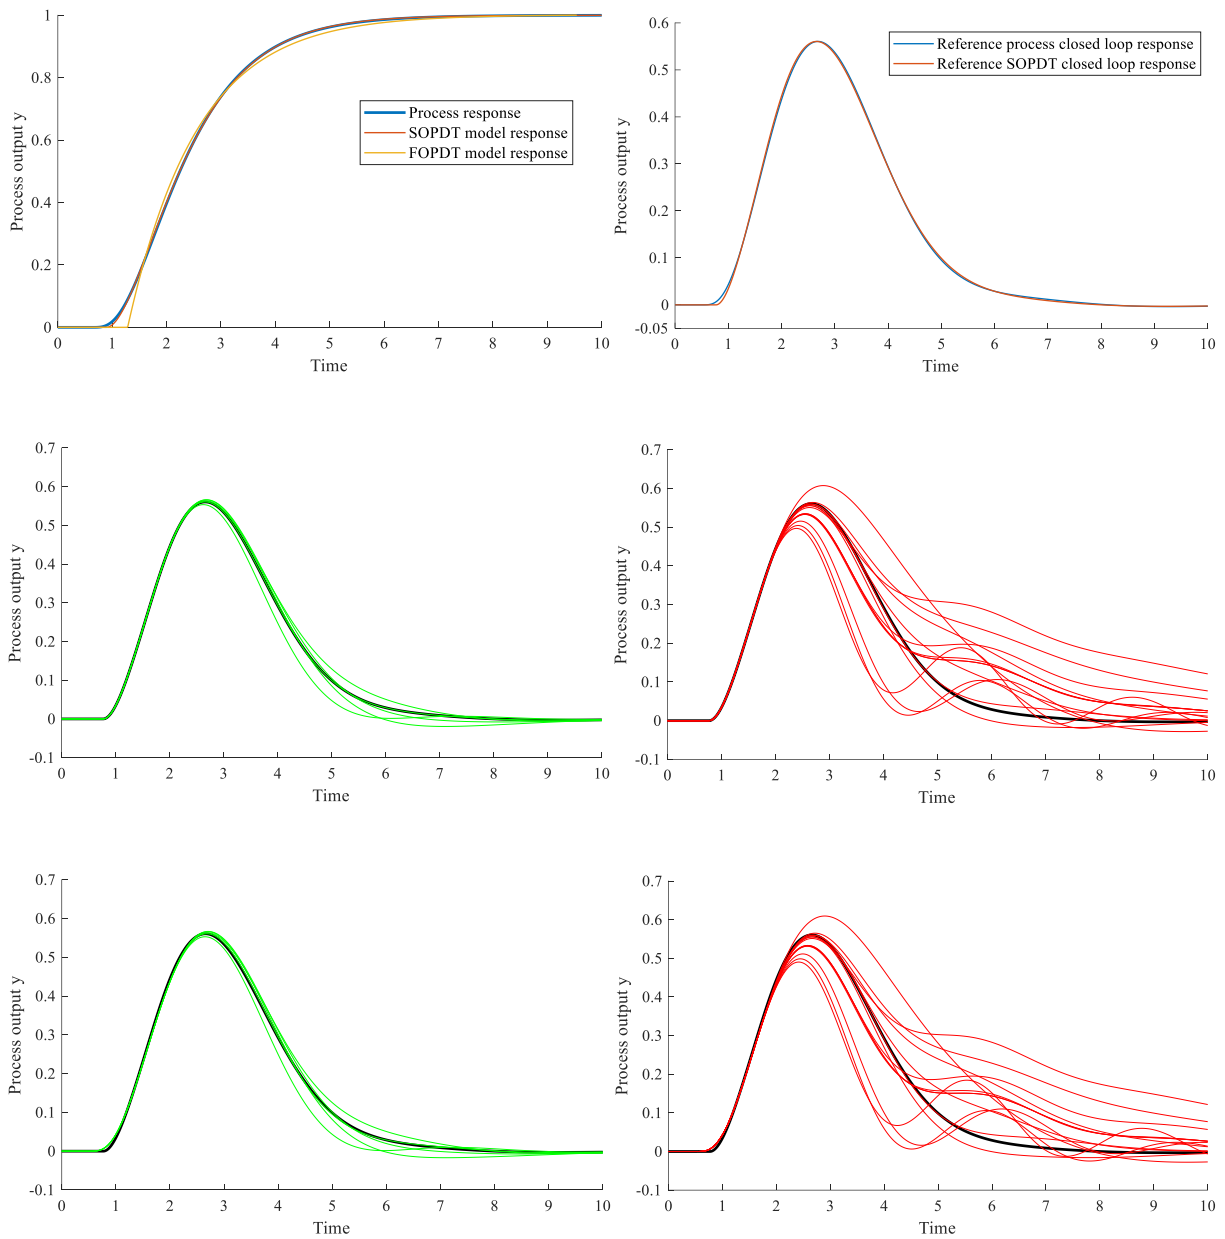 1
0.8
0.6
0.4
0.2
0
0 1 2 3 4 5 6 7 8 9 10
Time
Process output y
Process response
SOPDT model response
FOPDT model response
0.6
0.5
0.4
0.3
0.2
0.1
0
-0.05
0 1 2 3 4 5 6 7 8 9 10
Time
Process output y
Reference process closed loop response
Reference SOPDT closed loop response
0.7
0.6
0.5
0.4
0.3
0.2
0.1
0
-0.1
0 1 2 3 4 5 6 7 8 9 10
Time
Process output y
0.7
0.6
0.5
0.4
0.3
0.2
0.1
0
-0.1
0 1 2 3 4 5 6 7 8 9 10
Time
Process output y
0.7
0.6
0.5
0.4
0.3
0.2
0.1
0
-0.1
0 1 2 3 4 5 6 7 8 9 10
Time
Process output y
0.7
0.6
0.5
0.4
0.3
0.2
0.1
0
-0.1
0 1 2 3 4 5 6 7 8 9 10
Time
Process output y